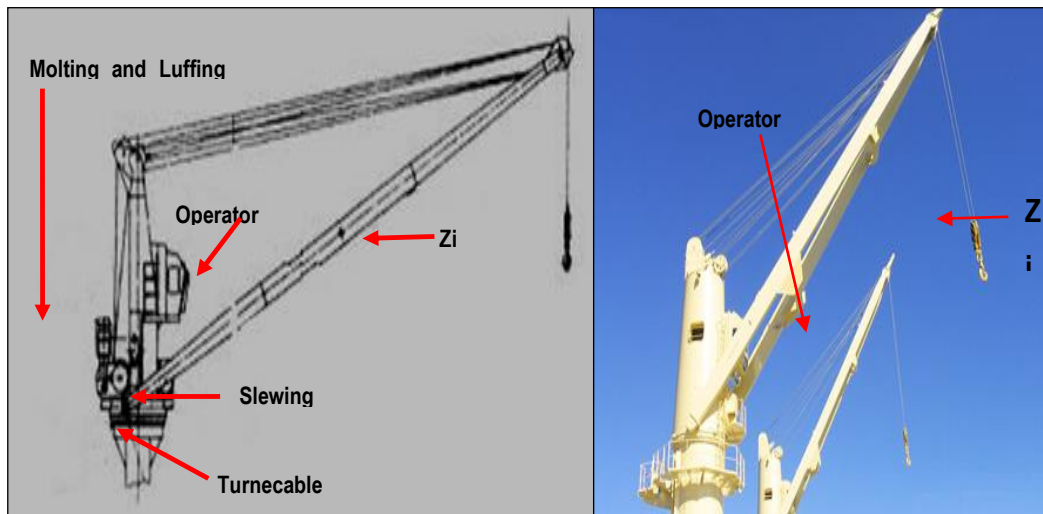 Molting and Luffing
Operator
Zi
Slewing
Turnecable
Operator
Z
i